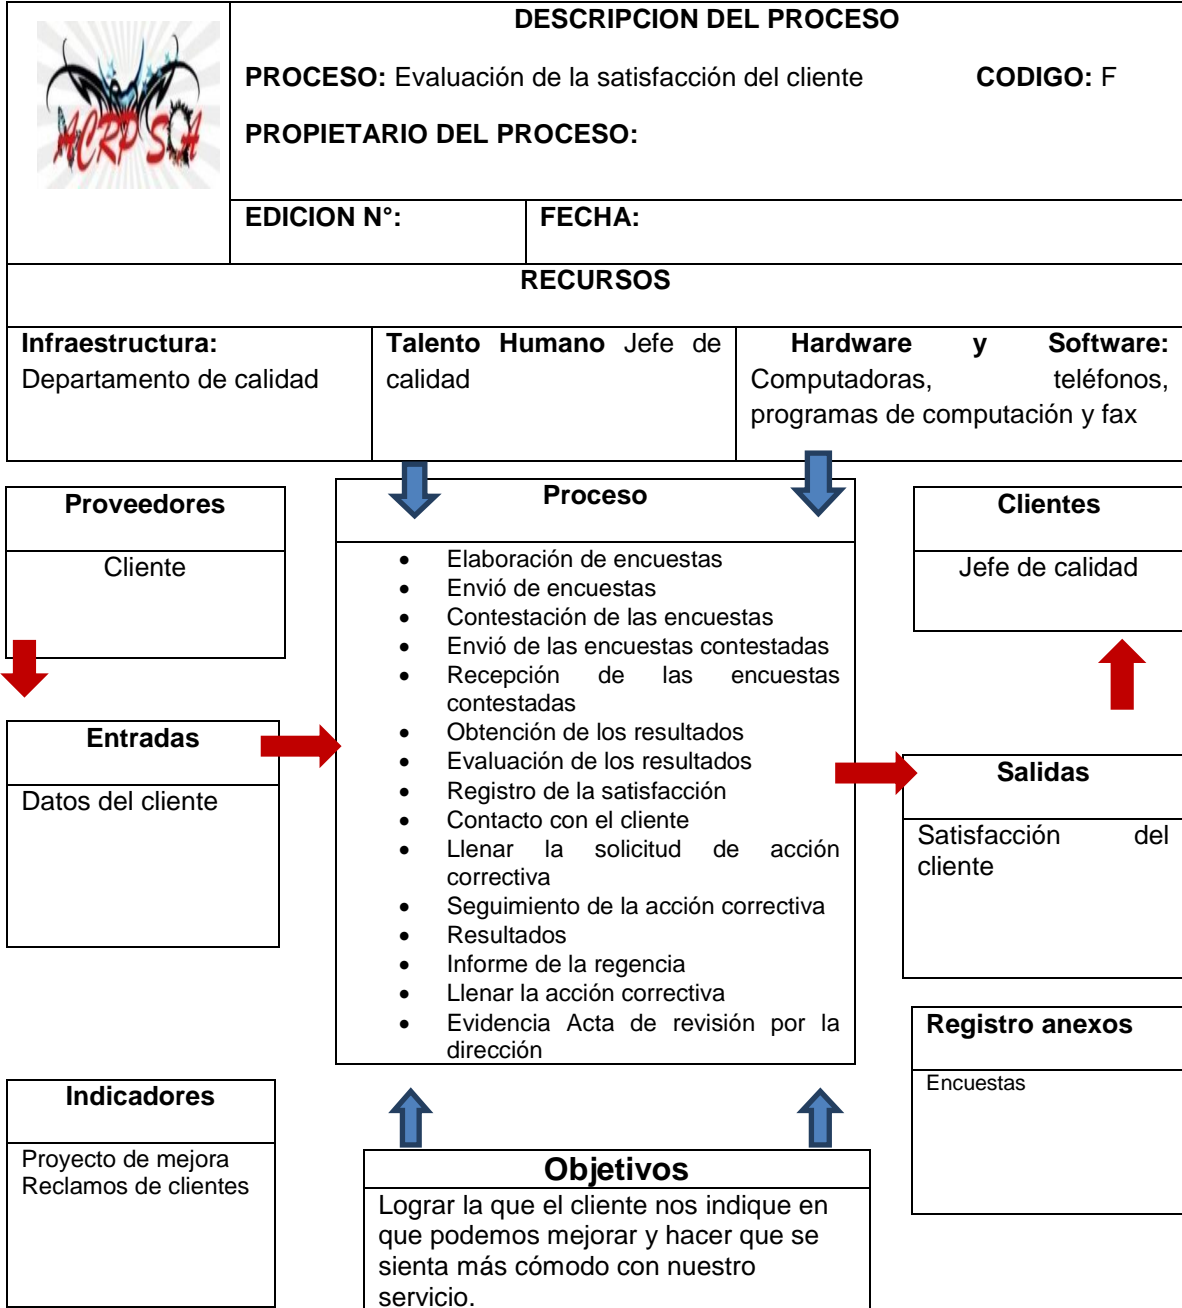 ACRP SCA
DESCRIPCION DEL PROCESO
PROCESO: Evaluación de la satisfacción del cliente CODIGO: F
PROPIETARIO DEL PROCESO:
EDICION N°: FECHA:
RECURSOS
Infraestructura:
Departamento de calidad
Talento Humano Jefe de
calidad
Hardware y Software:
Computadoras, teléfonos,
programas de computación y fax
Proveedores
Cliente
Entradas
Datos del cliente
Proceso
• Elaboración de encuestas
• Envió de encuestas
• Contestación de las encuestas
• Envió de las encuestas contestadas
• Recepción de las encuestas
contestadas
• Obtención de los resultados
• Evaluación de los resultados
• Registro de la satisfacción
• Contacto con el cliente
• Llenar la solicitud de acción
correctiva
• Seguimiento de la acción correctiva
• Resultados
• Informe de la regencia
• Llenar la acción correctiva
• Evidencia Acta de revisión por la
dirección
Clientes
Jefe de calidad
Salidas
Satisfacción del
cliente
Registro anexos
Encuestas
Indicadores
Proyecto de mejora
Reclamos de clientes
Objetivos
Lograr la que el cliente nos indique en
que podemos mejorar y hacer que se
sienta más cómodo con nuestro
servicio.